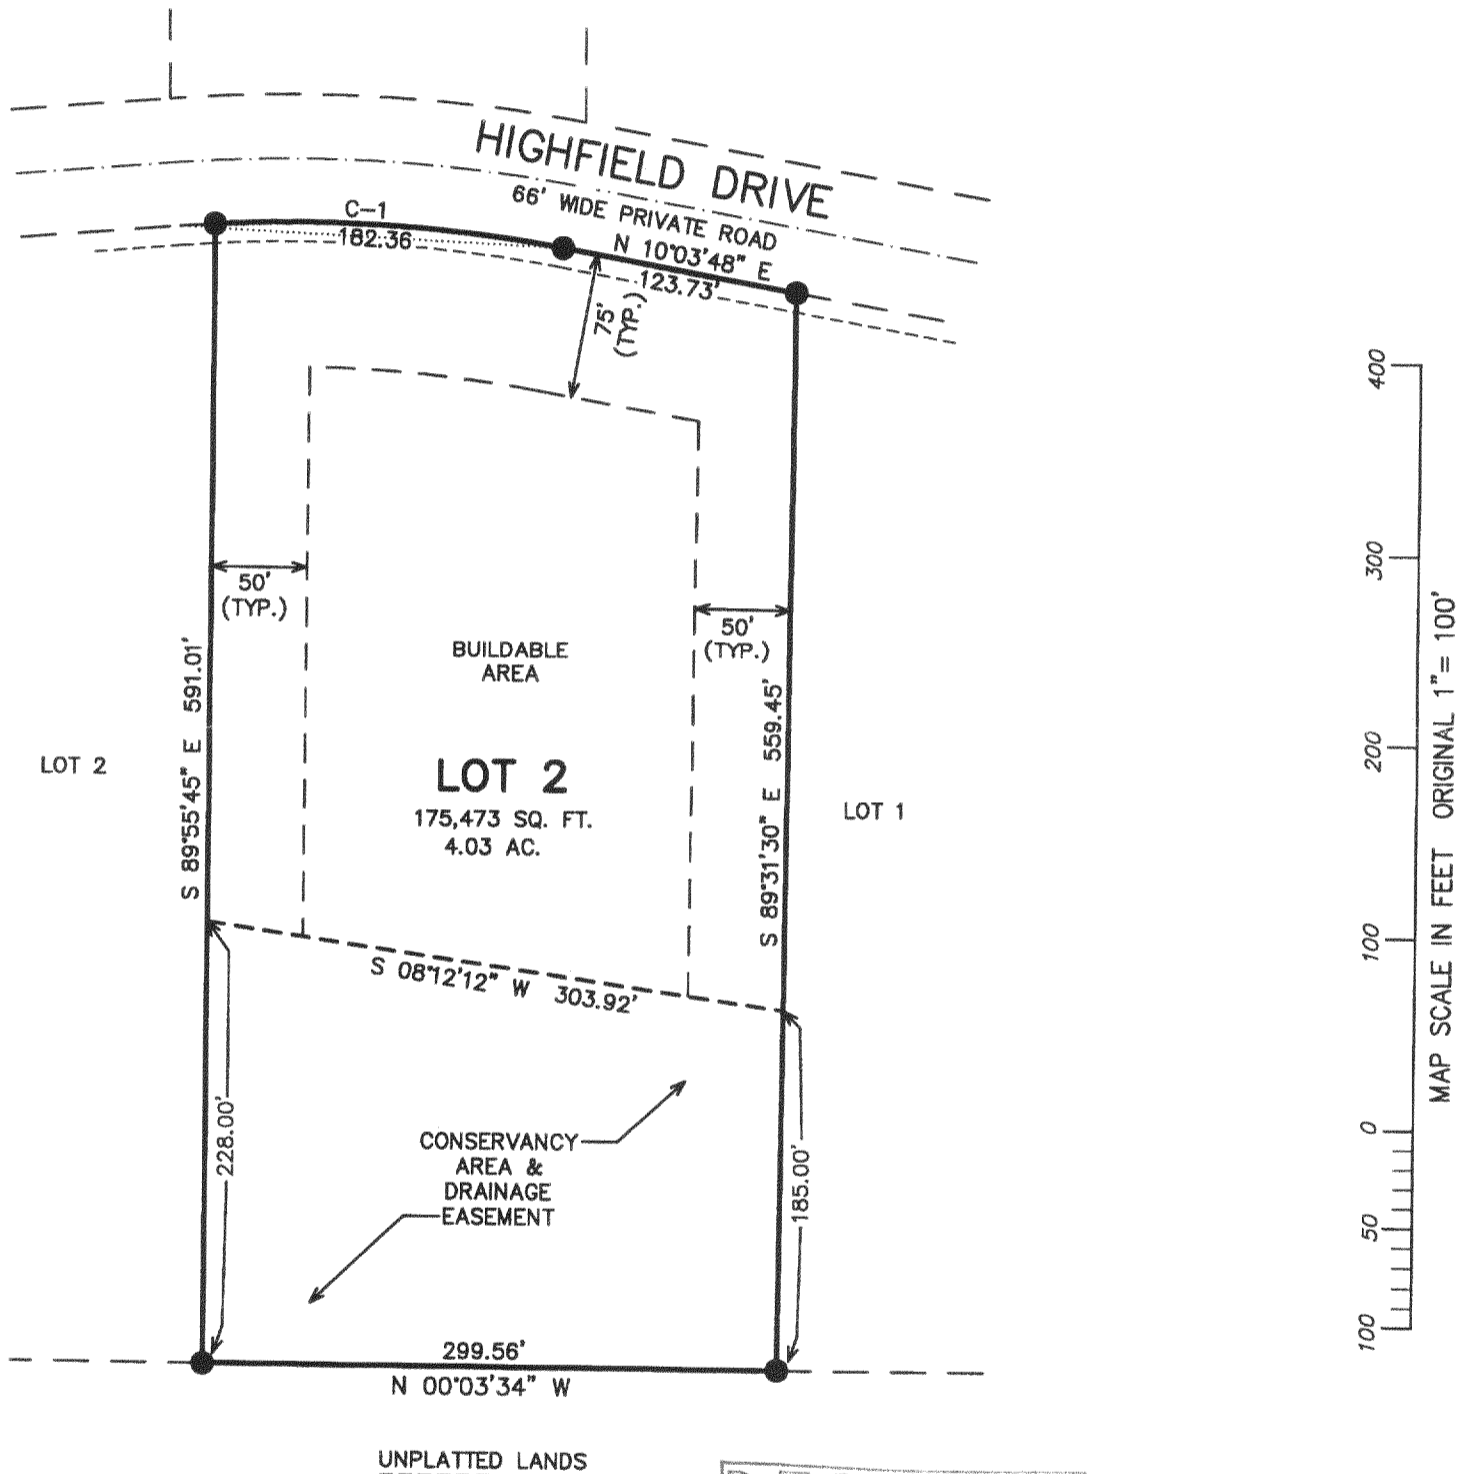 HIGHFIELD DRIVE
66' WIDE PRIVATE ROAD
C-1
182.36
N 10°03'48" E
123.73'
75'
(TYP.)
50'
(TYP.)
50'
(TYP.)
BUILDABLE
AREA
S 89°55'45" E 591.01'
S 89°31'30" E 559.45'
LOT 2
LOT 2
175,473 SQ. FT.
4.03 AC.
LOT 1
S 08°12'12" W 303.92'
228.00'
185.00'
CONSERVANCY
AREA &
DRAINAGE
EASEMENT
299.56'
N 00°03'34" W
UNPLATTED LANDS
400
300
200
100
0
50
100
MAP SCALE IN FEET ORIGINAL 1"= 100'